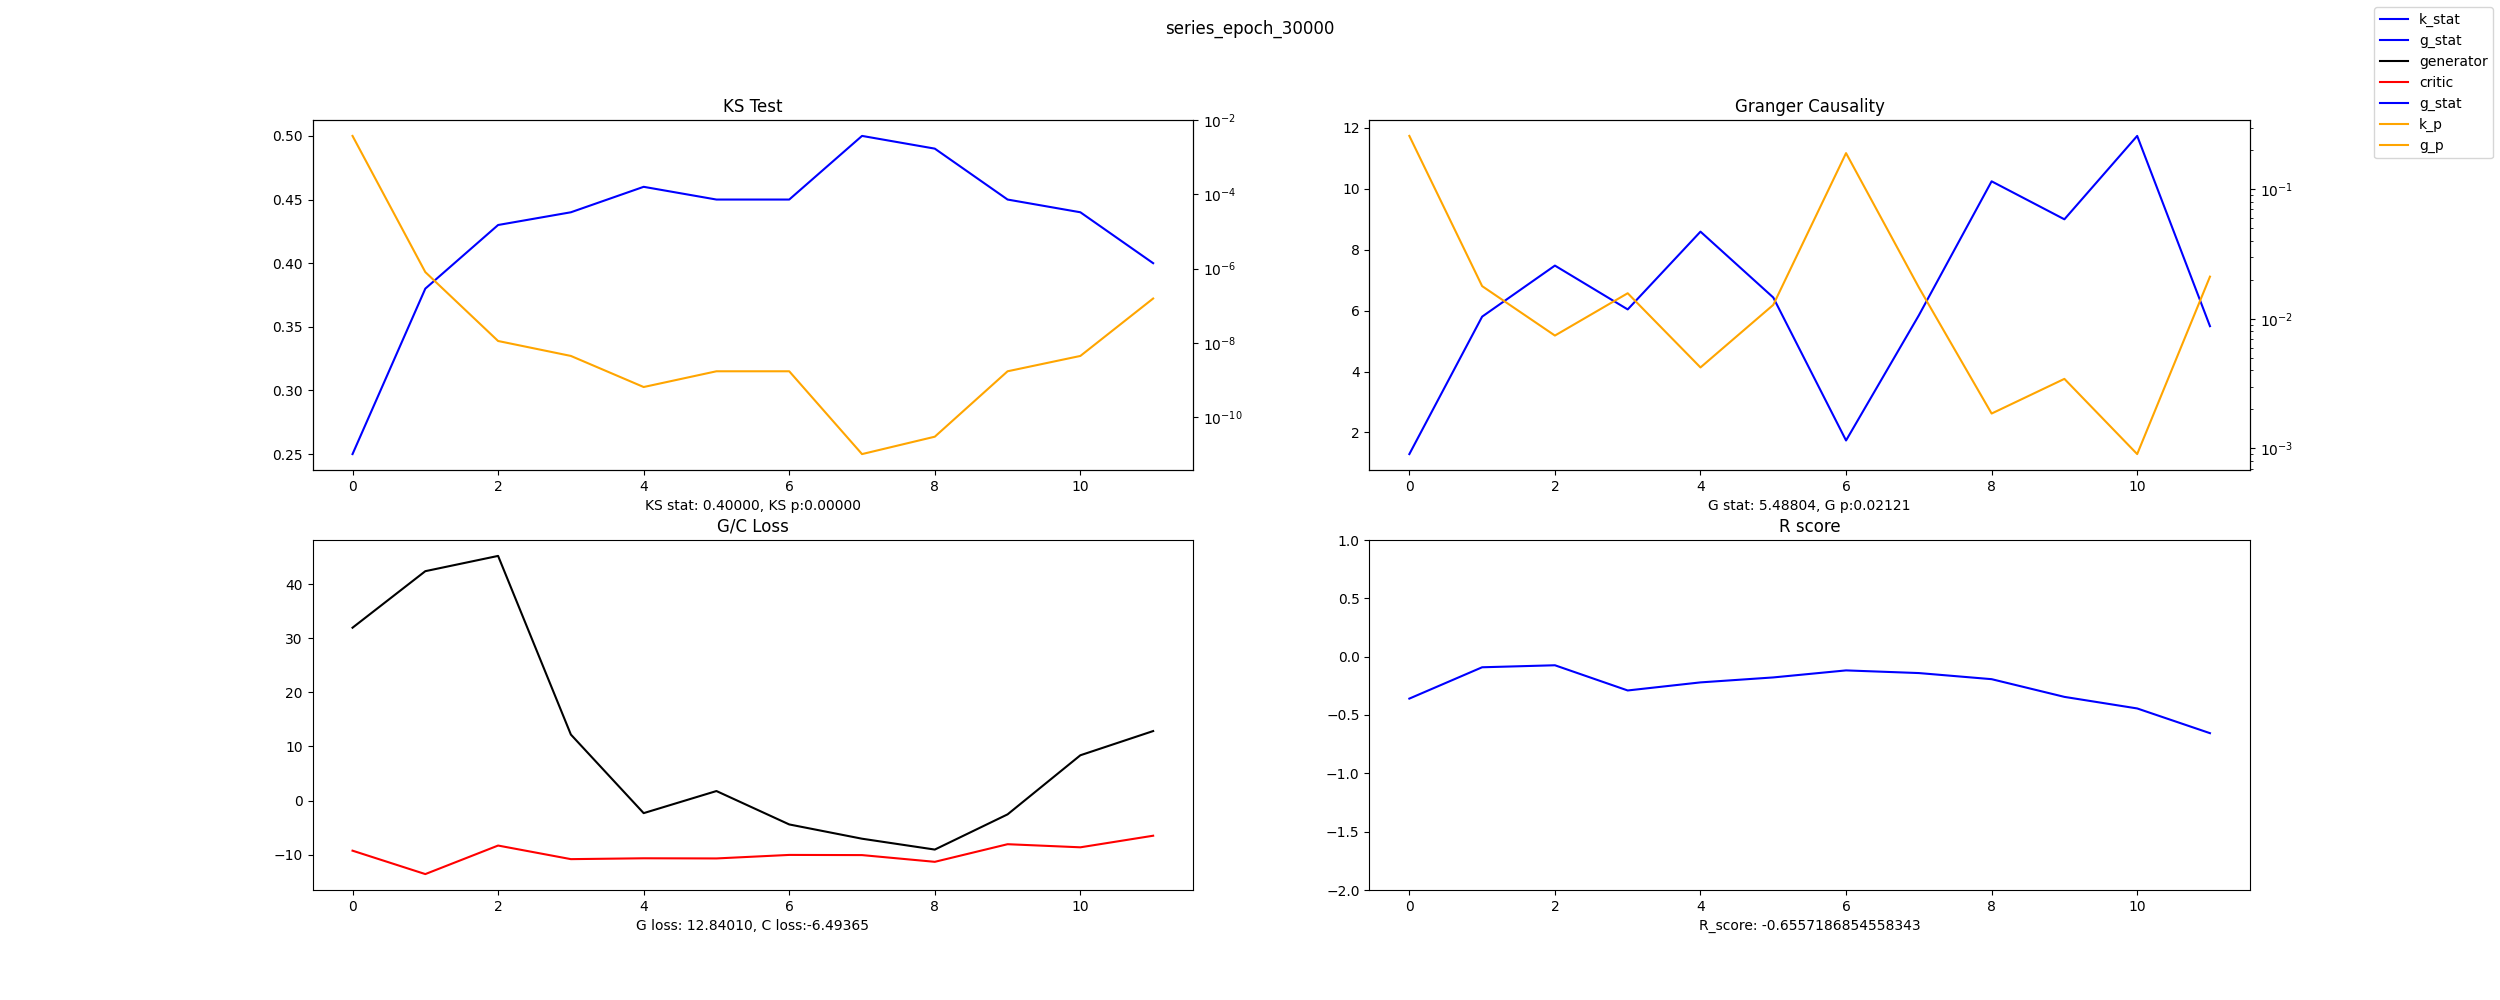 series_epoch_30000
k_stat
g_stat
generator
critic
g_stat
k_p
g_p
KS Test
0.50
0.45
0.40
0.35
0.30
0.25
10⁻²
10⁻⁴
10⁻⁶
10⁻⁸
10⁻¹⁰
0 2 4 6 8 10
KS stat: 0.40000, KS p:0.00000
Granger Causality
12
10
8
6
4
2
10⁻¹
10⁻²
10⁻³
0 2 4 6 8 10
G stat: 5.48804, G p:0.02121
G/C Loss
40
30
20
10
0
−10
0 2 4 6 8 10
G loss: 12.84010, C loss:-6.49365
R score
1.0
0.5
0.0
−0.5
−1.0
−1.5
−2.0
0 2 4 6 8 10
R_score: -0.6557186854558343